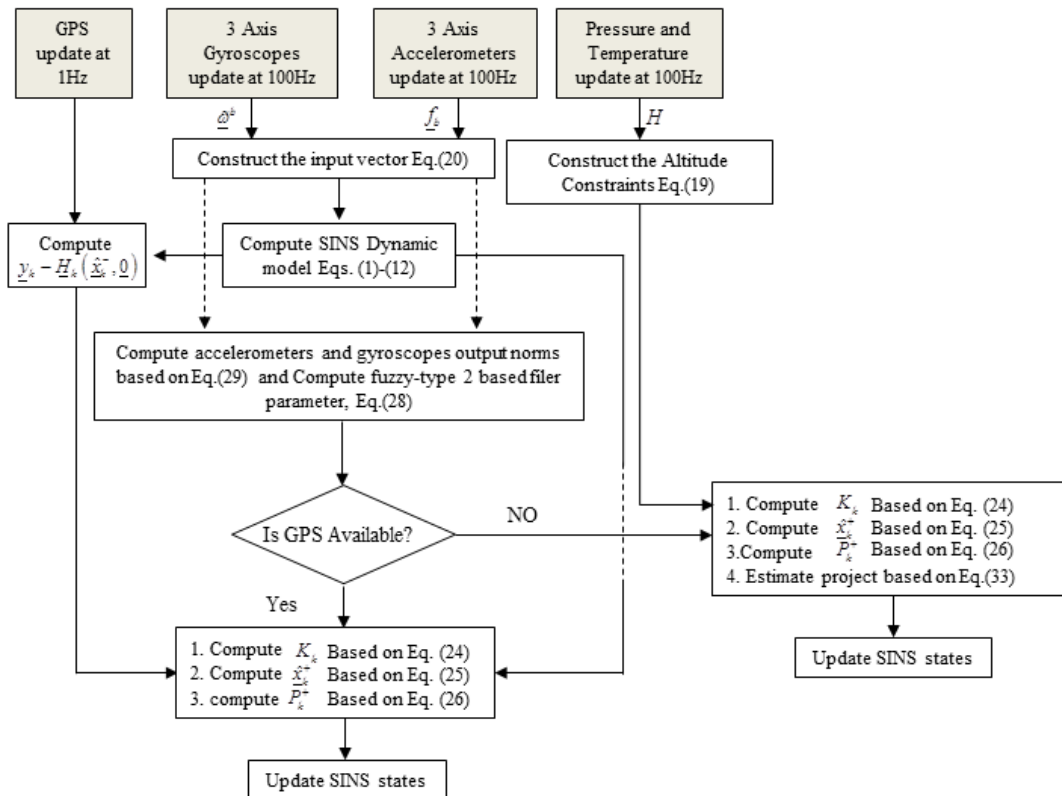 GPS
update at
1Hz
3 Axis
Gyroscopes
update at 100Hz
3 Axis
Accelerometers
update at 100Hz
Pressure and
Temperature
update at 100Hz
ω̃ᵇ
f_b
H
Construct the input vector Eq.(20)
Construct the Altitude
Constraints Eq.(19)
Compute
y_k − H_k(x̂_k⁻, 0)
Compute SINS Dynamic
model Eqs. (1)-(12)
Compute accelerometers and gyroscopes output norms
based on Eq.(29) and Compute fuzzy-type 2 based filer
parameter, Eq.(28)
Is GPS Available?
NO
Yes
1. Compute K_k Based on Eq. (24)
2. Compute x̂_k⁺ Based on Eq. (25)
3.Compute P_k⁺ Based on Eq. (26)
4. Estimate project based on Eq.(33)
Update SINS states
1. Compute K_k Based on Eq. (24)
2. Compute x̂_k⁺ Based on Eq. (25)
3. compute P_k⁺ Based on Eq. (26)
Update SINS states